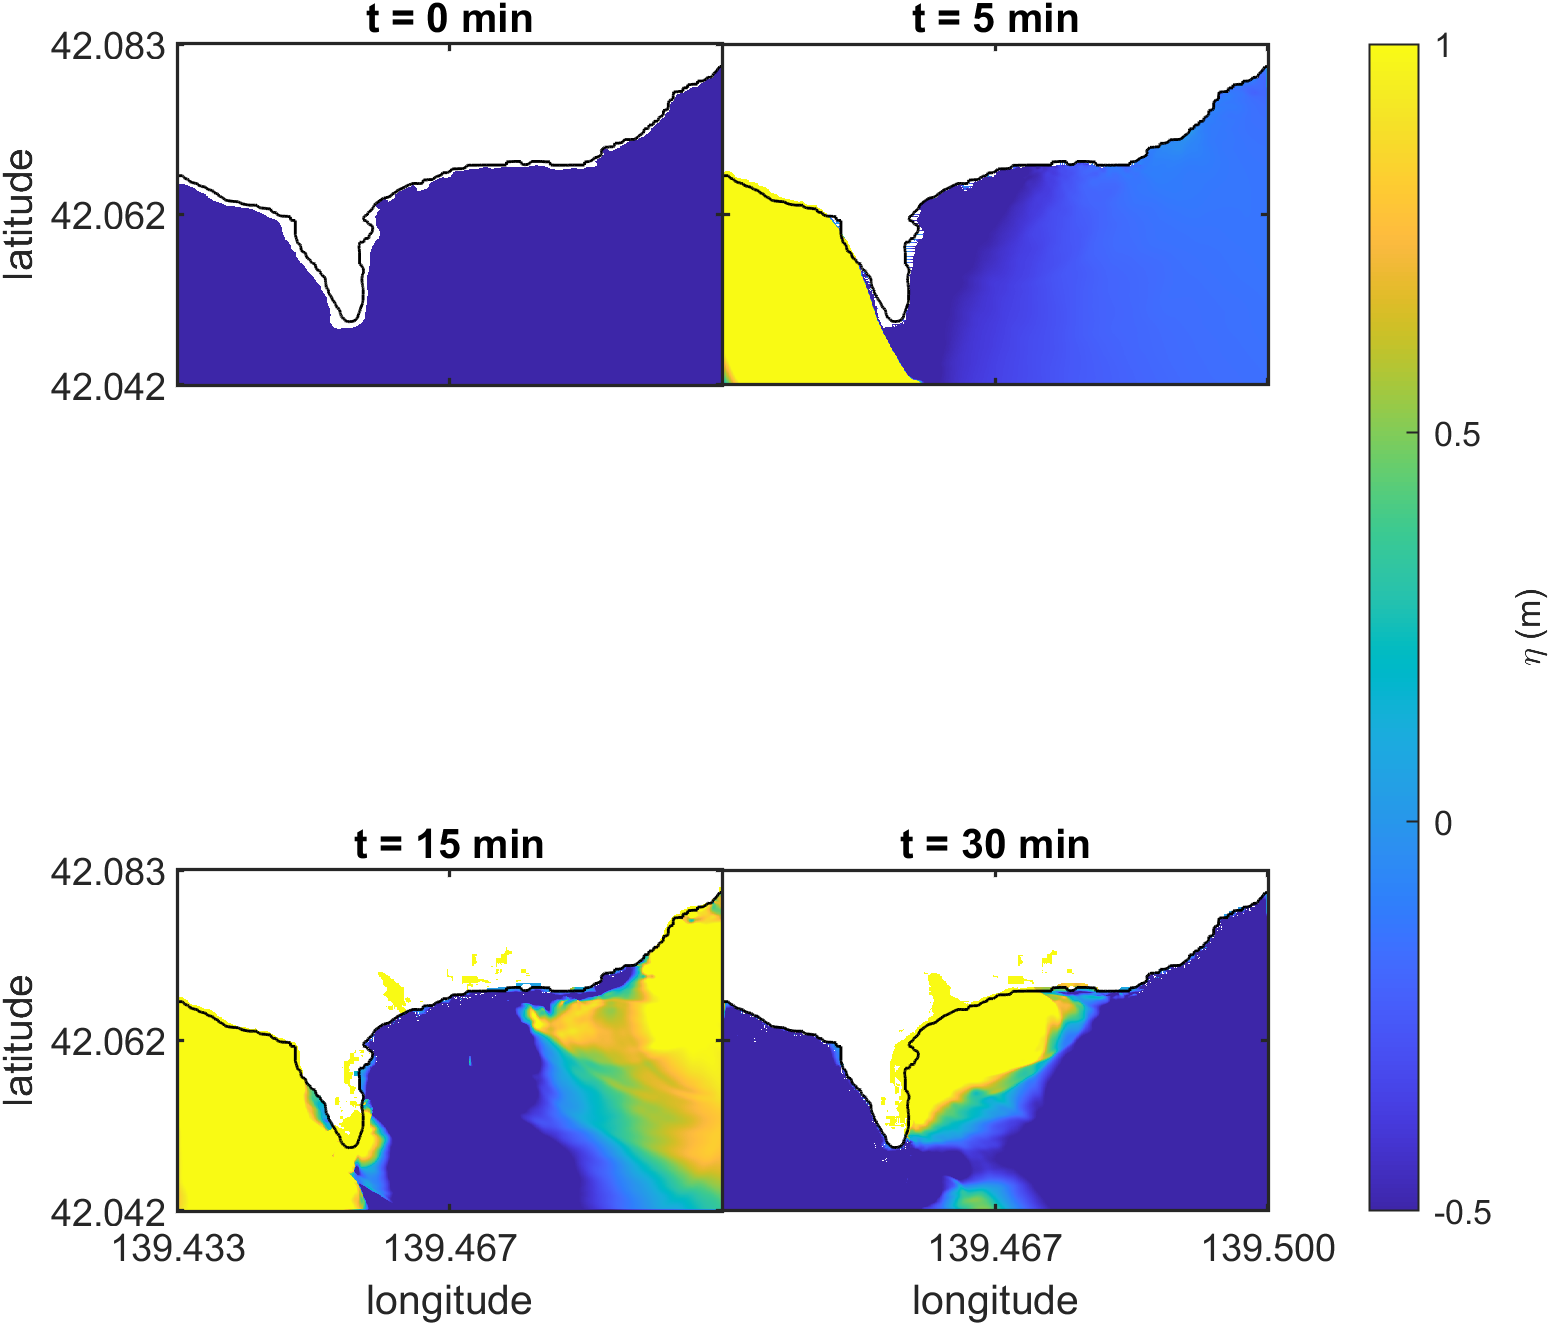 t = 0 min
t = 5 min
42.083
42.062
42.042
latitude
1
0.5
0
-0.5
η (m)
t = 15 min
t = 30 min
42.083
42.062
42.042
latitude
139.433
139.467
139.467
139.500
longitude
longitude